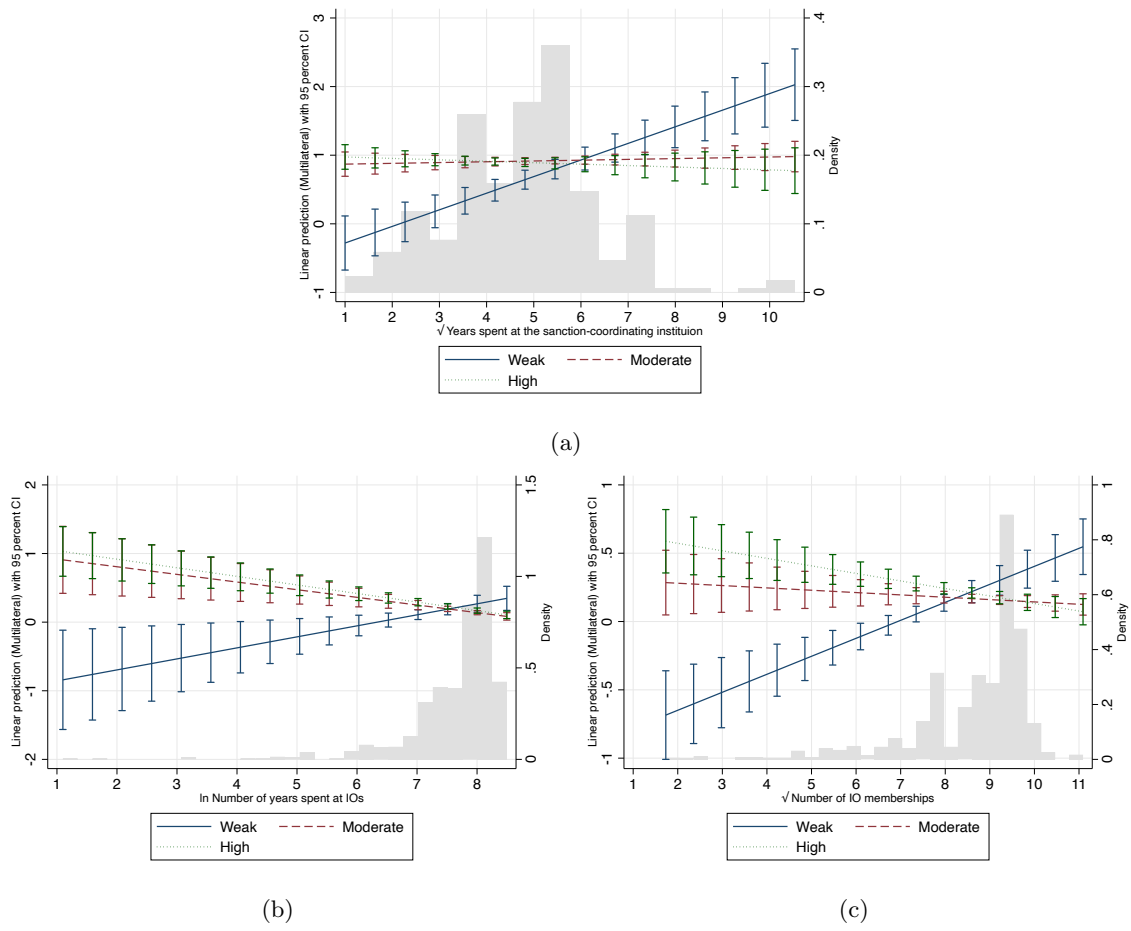 Linear prediction (Multilateral) with 95 percent CI
3
2
1
0
-1
.4
.3
.2
.1
0
Density
1 2 3 4 5 6 7 8 9 10
√ Years spent at the sanction-coordinating instituion
Weak Moderate
High
(a)
Linear prediction (Multilateral) with 95 percent CI
2
1
0
-1
-2
1.5
1
.5
0
Density
1 2 3 4 5 6 7 8
ln Number of years spent at IOs
Weak Moderate
High
(b)
Linear prediction (Multilateral) with 95 percent CI
1
.5
0
-.5
-1
1
.8
.6
.4
.2
0
Density
1 2 3 4 5 6 7 8 9 10 11
√ Number of IO memberships
Weak Moderate
High
(c)